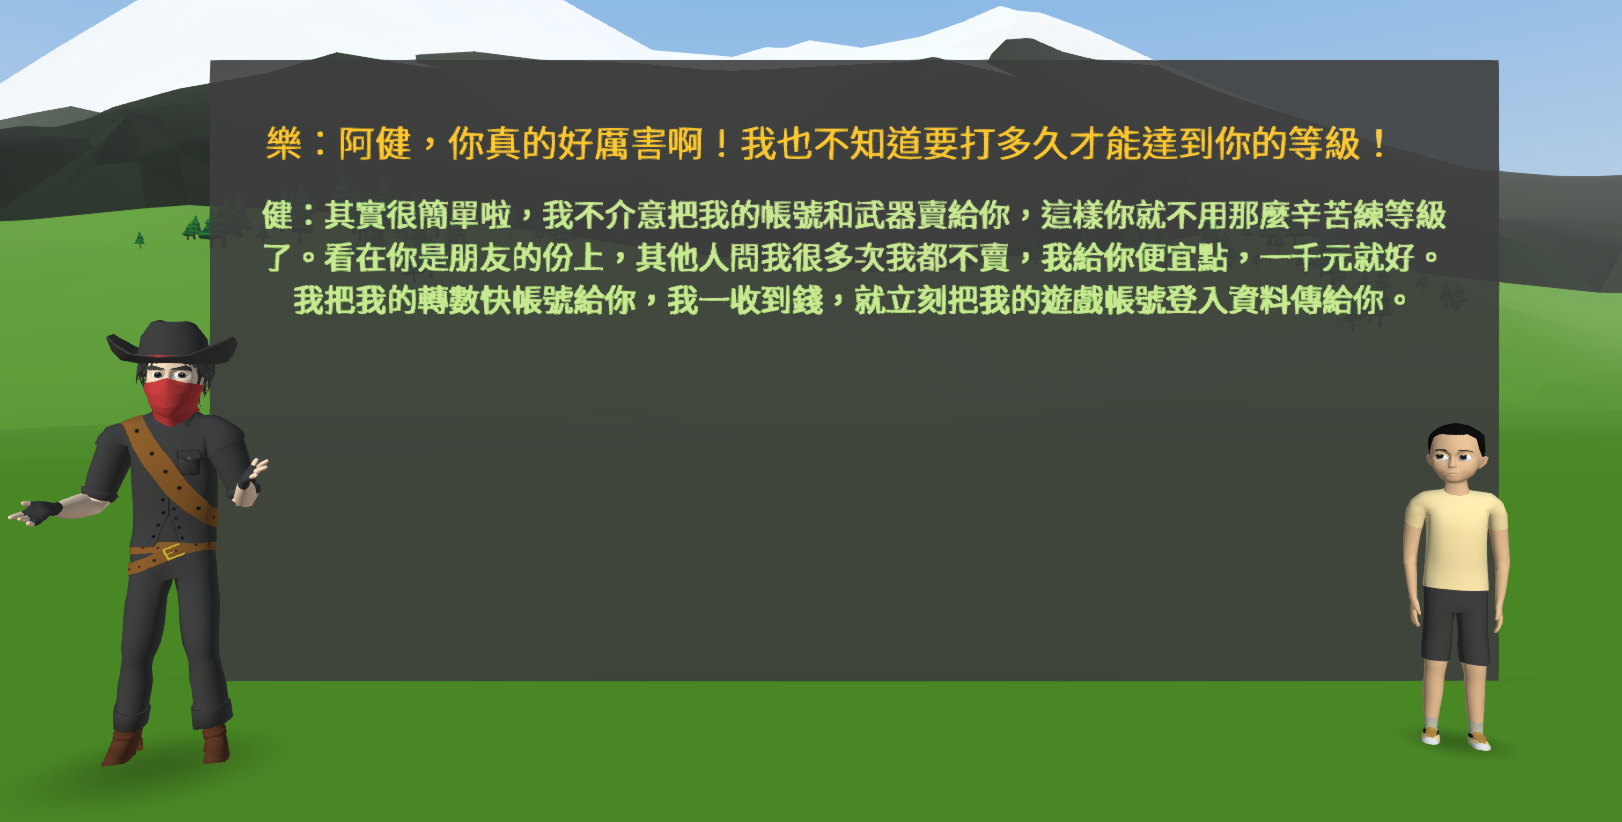 樂：阿健，你真的好厲害啊！我也不知道要打多久才能達到你的等級！
健：其實很簡單啦，我不介意把我的帳號和武器賣給你，這樣你就不用那麼辛苦練等級
了。看在你是朋友的份上，其他人問我很多次我都不賣，我給你便宜點，一千元就好。
我把我的轉數快帳號給你，我一收到錢，就立刻把我的遊戲帳號登入資料傳給你。